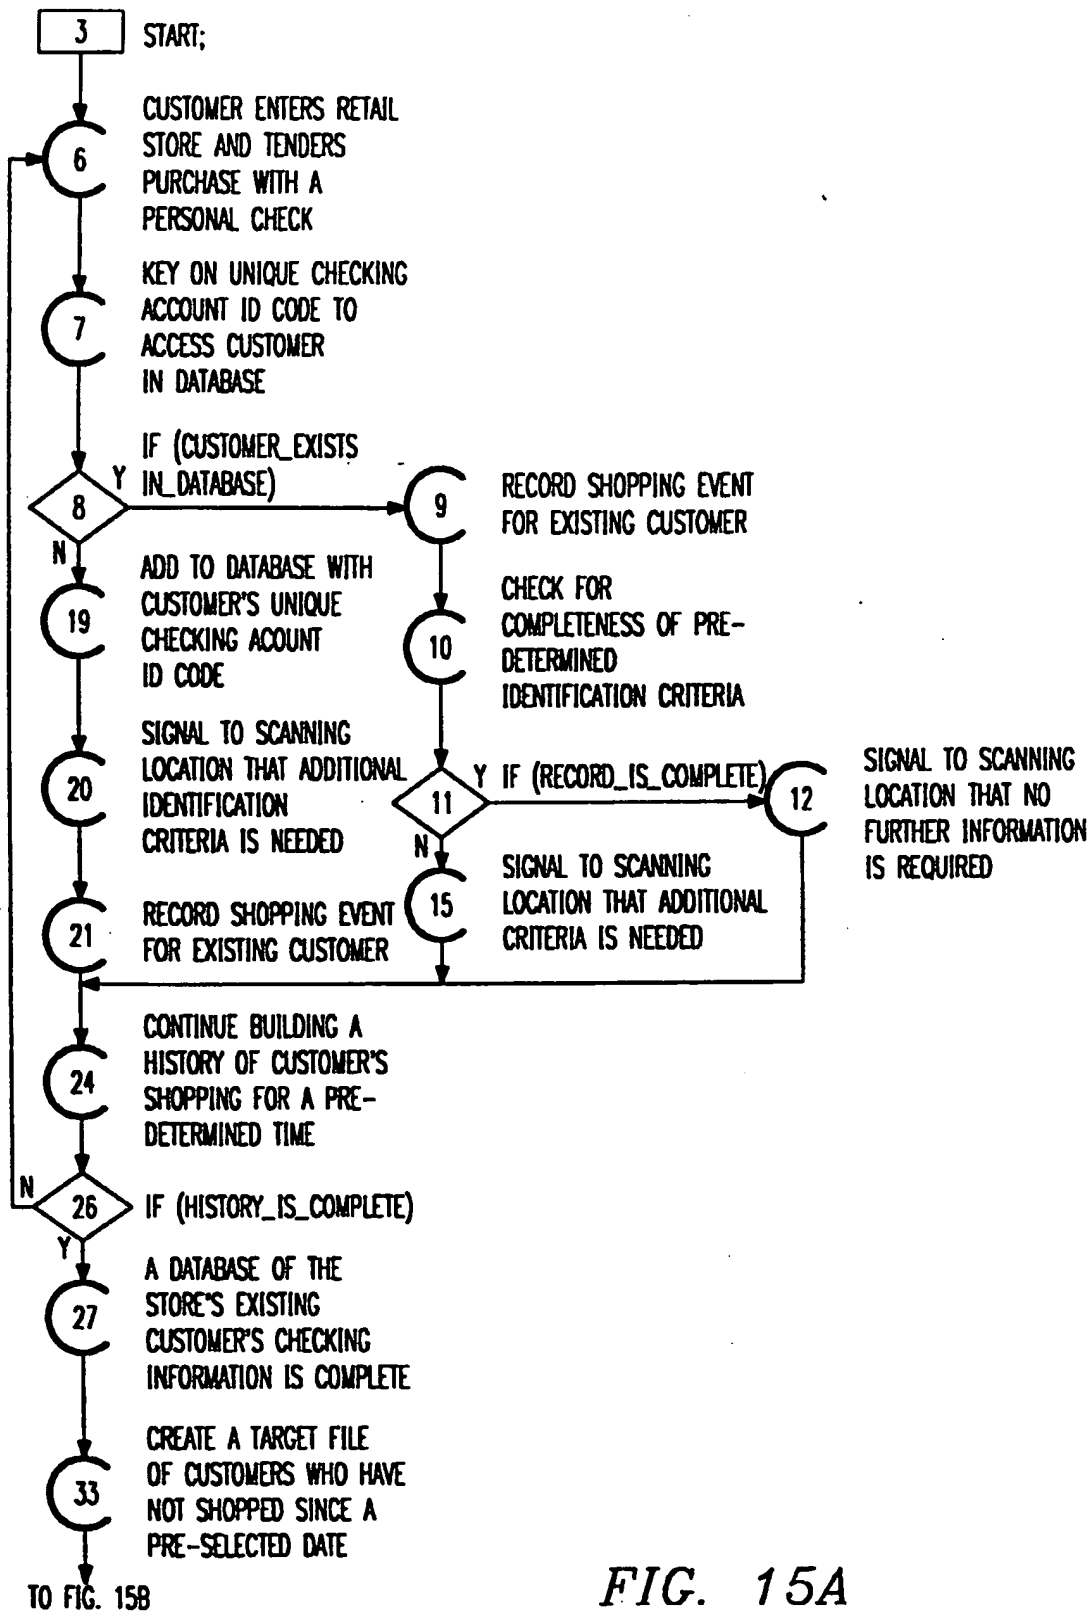 3 START;
6
CUSTOMER ENTERS RETAIL
STORE AND TENDERS
PURCHASE WITH A
PERSONAL CHECK
7
KEY ON UNIQUE CHECKING
ACCOUNT ID CODE TO
ACCESS CUSTOMER
IN DATABASE
8
Y
N
IF (CUSTOMER_EXISTS
IN_DATABASE)
9
RECORD SHOPPING EVENT
FOR EXISTING CUSTOMER
19
ADD TO DATABASE WITH
CUSTOMER'S UNIQUE
CHECKING ACOUNT
ID CODE
10
CHECK FOR
COMPLETENESS OF PRE-
DETERMINED
IDENTIFICATION CRITERIA
20
SIGNAL TO SCANNING
LOCATION THAT ADDITIONAL
IDENTIFICATION
CRITERIA IS NEEDED
11
Y IF (RECORD_IS_COMPLETE)
N
12
SIGNAL TO SCANNING
LOCATION THAT NO
FURTHER INFORMATION
IS REQUIRED
21
RECORD SHOPPING EVENT
FOR EXISTING CUSTOMER
15
SIGNAL TO SCANNING
LOCATION THAT ADDITIONAL
CRITERIA IS NEEDED
24
CONTINUE BUILDING A
HISTORY OF CUSTOMER'S
SHOPPING FOR A PRE-
DETERMINED TIME
N
26 IF (HISTORY_IS_COMPLETE)
Y
27
A DATABASE OF THE
STORE'S EXISTING
CUSTOMER'S CHECKING
INFORMATION IS COMPLETE
33
CREATE A TARGET FILE
OF CUSTOMERS WHO HAVE
NOT SHOPPED SINCE A
PRE-SELECTED DATE
TO FIG. 15B
FIG. 15A